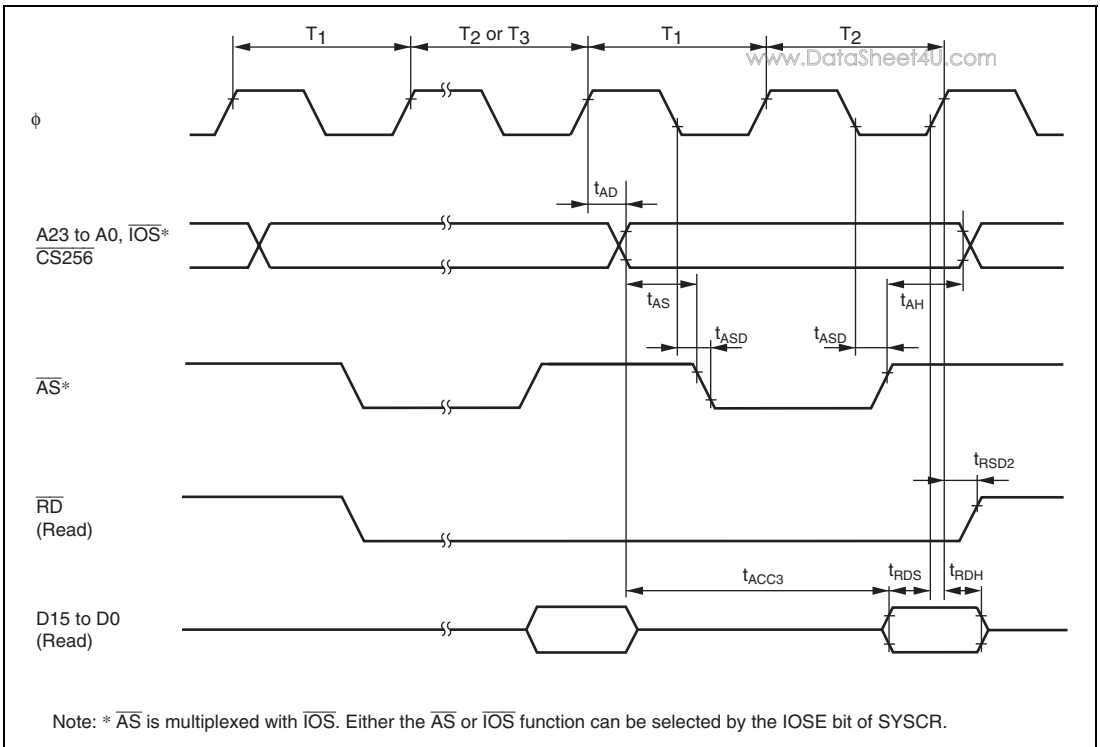 T1 T2 or T3 T1 T2
www.DataSheet4U.com
ϕ
tAD
A23 to A0, IOS*
CS256
tAS tAH
tASD tASD
AS*
tRSD2
RD
(Read)
tACC3 tRDS tRDH
D15 to D0
(Read)
Note: * AS is multiplexed with IOS. Either the AS or IOS function can be selected by the IOSE bit of SYSCR.